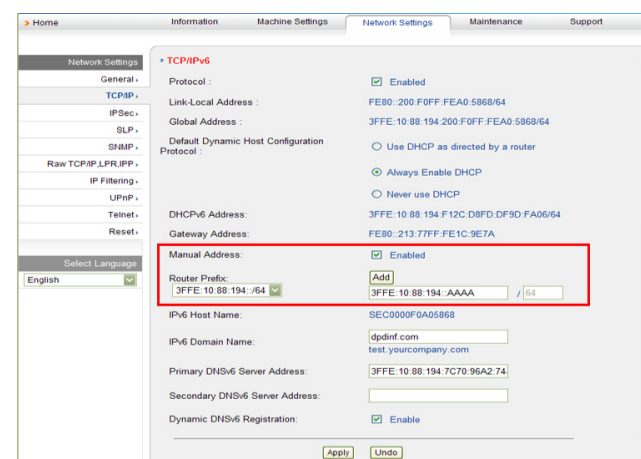 Home
Information Machine Settings Network Settings Maintenance Support
Network Settings
General
TCP/IP
IPSec
SLP
SNMP
Raw TCP/IP,LPR,IPP
IP Filtering
UPnP
Telnet
Reset
Select Language
English
TCP/IPv6
Protocol : Enabled
Link-Local Address : FE80::200:F0FF:FEA0:5868/64
Global Address : 3FFE:10:88:194:200:F0FF:FEA0:5868/64
Default Dynamic Host Configuration
Protocol : Use DHCP as directed by a router
Always Enable DHCP
Never use DHCP
DHCPv6 Address: 3FFE:10:88:194:F12C:D8FD:DF9D:FA06/64
Gateway Address: FE80::213:77FF:FE1C:9E7A
Manual Address: Enabled
Router Prefix: Add
3FFE:10:88:194::/64 3FFE:10:88:194::AAAA / 64
IPv6 Host Name: SEC0000F0A05868
IPv6 Domain Name: dpdinf.com
test.yourcompany.com
Primary DNSv6 Server Address: 3FFE:10:88:194:7C70:96A2:74
Secondary DNSv6 Server Address:
Dynamic DNSv6 Registration: Enable
Apply Undo